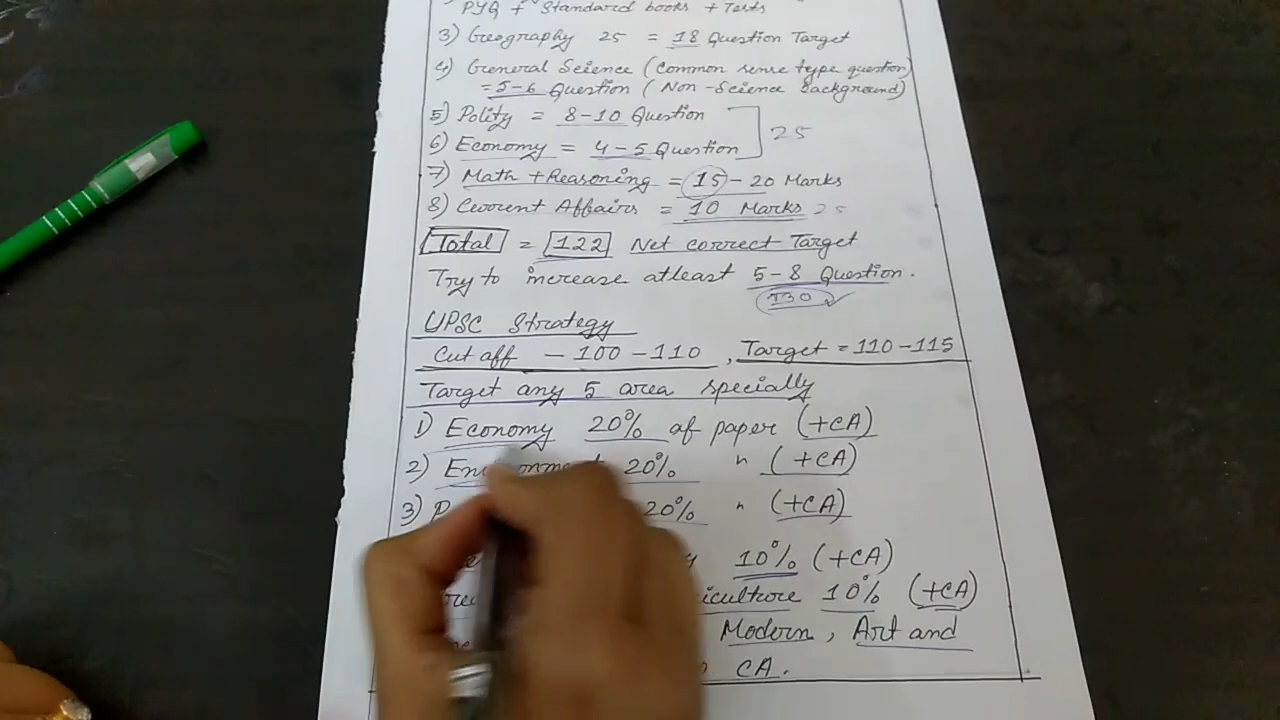 PYQ + Standard books + Tests
3) Geography 25 = 18 Question Target
4) General Science (Common sense type question)
= 5-6 Question (Non-Science background)
5) Polity = 8-10 Question
25
6) Economy = 4-5 Question
7) Math + Reasoning = 15 - 20 Marks
8) Current Affairs = 10 Marks 25
Total = 122 Net correct Target
Try to increase atleast 5-8 Question.
130
UPSC Strategy
Cut off - 100 - 110, Target = 110 - 115
Target any 5 area specially
1) Economy 20% of paper (+CA)
2) Environment 20% " (+CA)
3) 20% " (+CA)
10% (+CA)
10% (+CA)
Modern, Art and
CA.